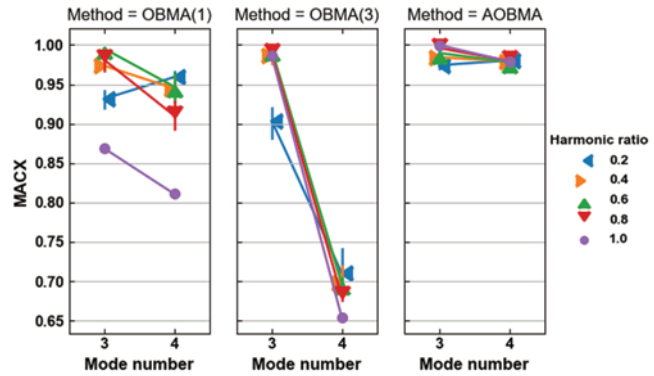 Method = OBMA(1)
Method = OBMA(3)
Method = AOBMA
MACX
1.00
0.95
0.90
0.85
0.80
0.75
0.70
0.65
3 4
3 4
3 4
Mode number
Mode number
Mode number
Harmonic ratio
0.2
0.4
0.6
0.8
1.0